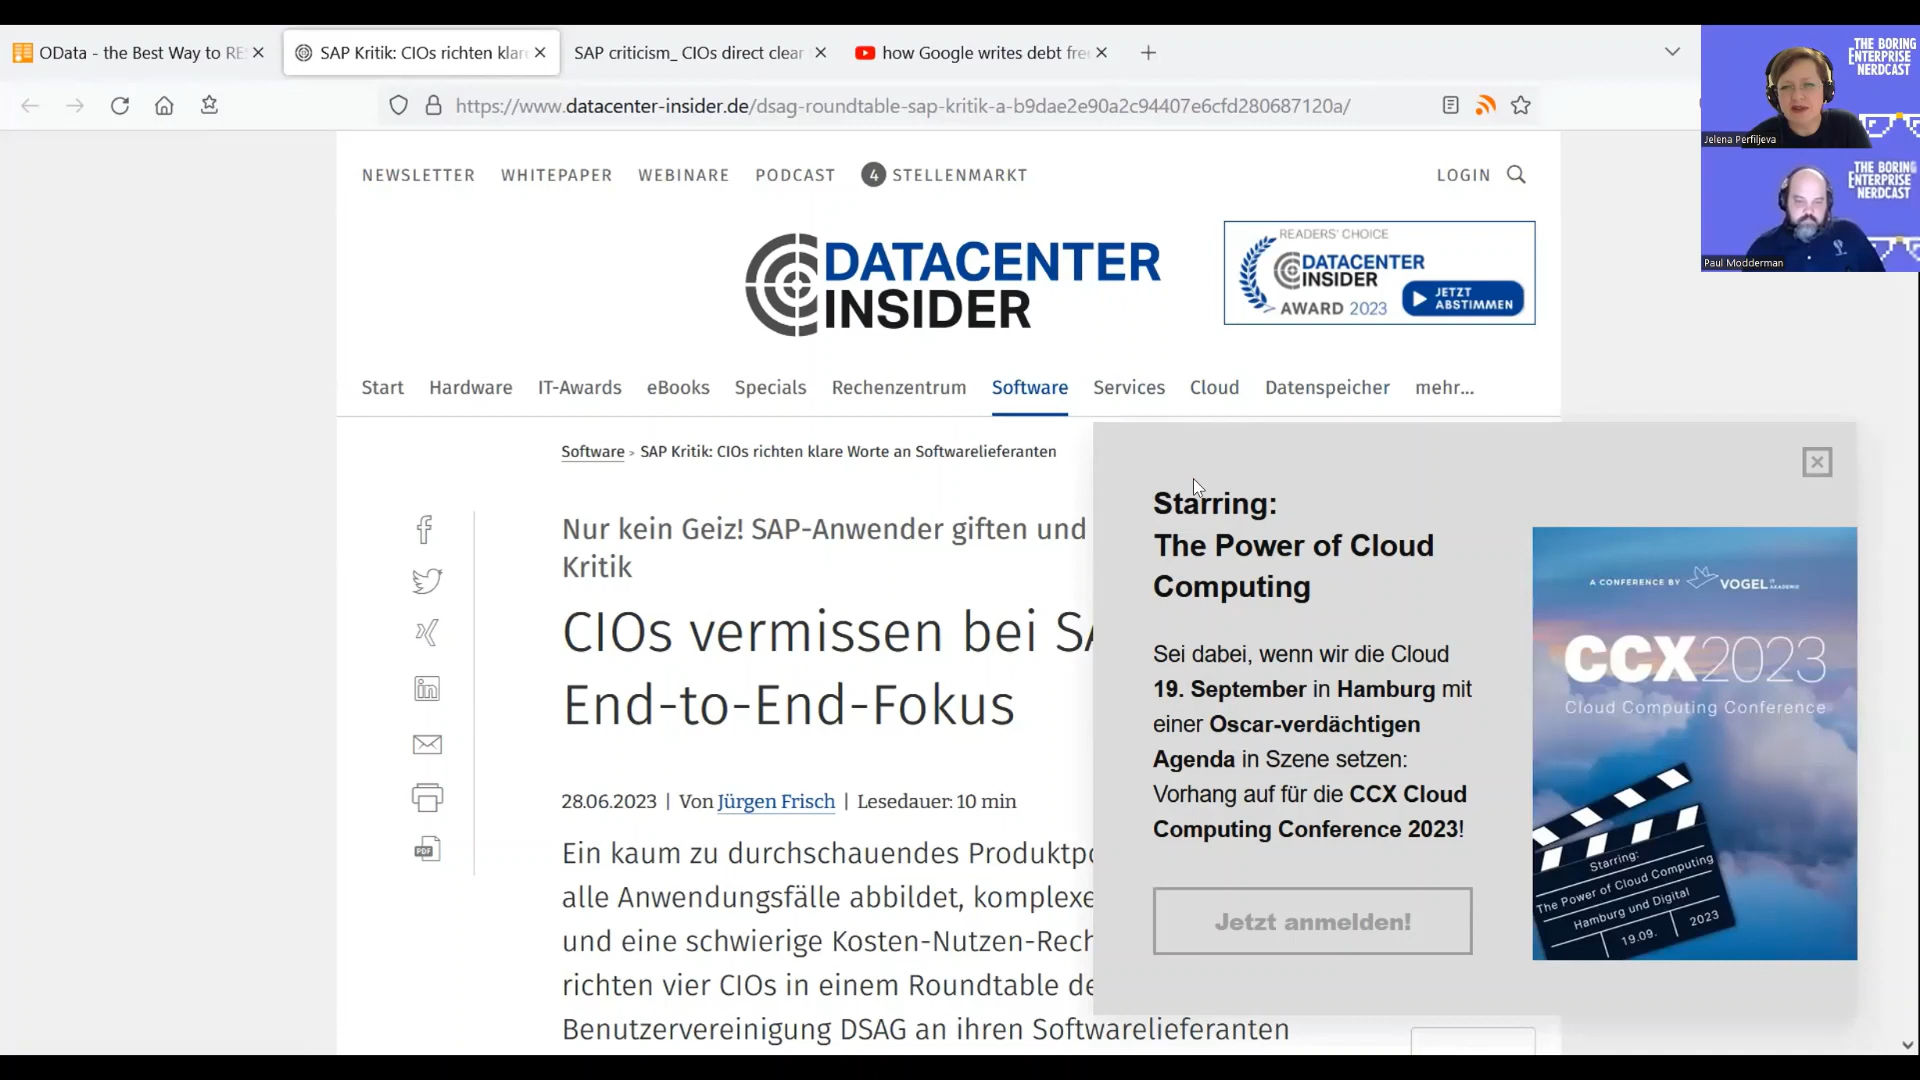 OData - the Best Way to RE
SAP Kritik: CIOs richten klar
SAP criticism_ CIOs direct clear
how Google writes debt fre
https://www.datacenter-insider.de/dsag-roundtable-sap-kritik-a-b9dae2e90a2c94407e6cfd280687120a/
THE BORING
ENTERPRISE
NERDCAST
Jelena Perfiljeva
THE BORING
ENTERPRISE
NERDCAST
Paul Modderman
NEWSLETTER WHITEPAPER WEBINARE PODCAST 4 STELLENMARKT LOGIN
DATACENTER
INSIDER
READERS' CHOICE
DATACENTER
INSIDER
AWARD 2023
JETZT
ABSTIMMEN
Start Hardware IT-Awards eBooks Specials Rechenzentrum Software Services Cloud Datenspeicher mehr...
Software > SAP Kritik: CIOs richten klare Worte an Softwarelieferanten
Nur kein Geiz! SAP-Anwender giften und
Kritik
CIOs vermissen bei SA
End-to-End-Fokus
28.06.2023 | Von Jürgen Frisch | Lesedauer: 10 min
Ein kaum zu durchschauendes Produktpo
alle Anwendungsfälle abbildet, komplexe
und eine schwierige Kosten-Nutzen-Rech
richten vier CIOs in einem Roundtable de
Benutzervereinigung DSAG an ihren Softwarelieferanten
PDF
Starring:
The Power of Cloud
Computing
Sei dabei, wenn wir die Cloud
19. September in Hamburg mit
einer Oscar-verdächtigen
Agenda in Szene setzen:
Vorhang auf für die CCX Cloud
Computing Conference 2023!
Jetzt anmelden!
A CONFERENCE BY VOGEL IT AKADEMIE
CCX2023
Cloud Computing Conference
Starring:
The Power of Cloud Computing
Hamburg und Digital
19.09. 2023